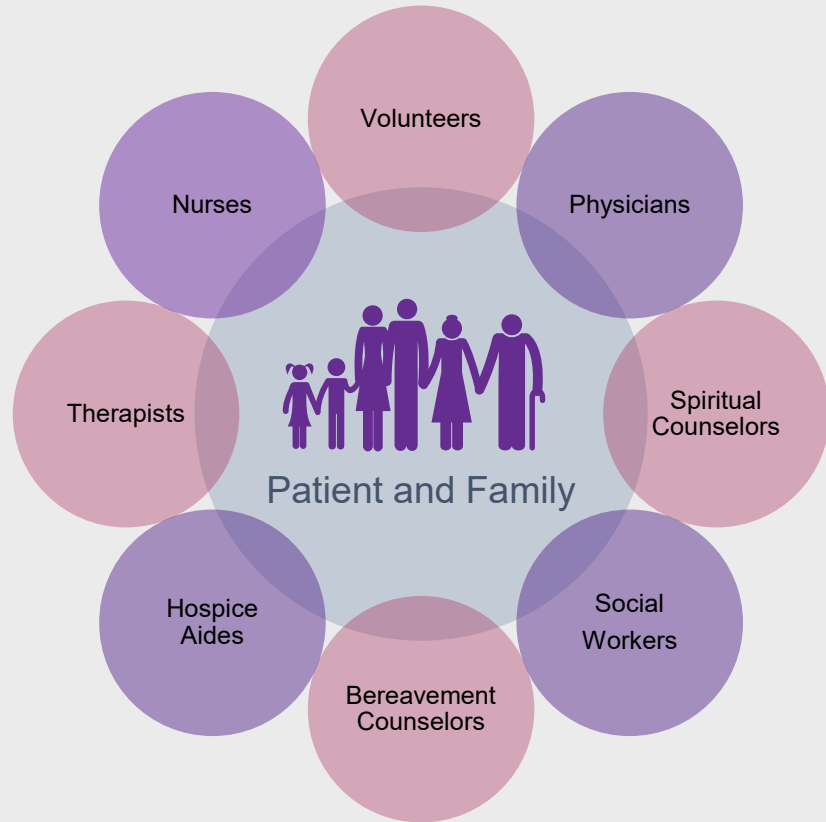 Volunteers
Nurses
Physicians
Therapists
Spiritual
Counselors
Patient and Family
Hospice
Aides
Social
Workers
Bereavement
Counselors